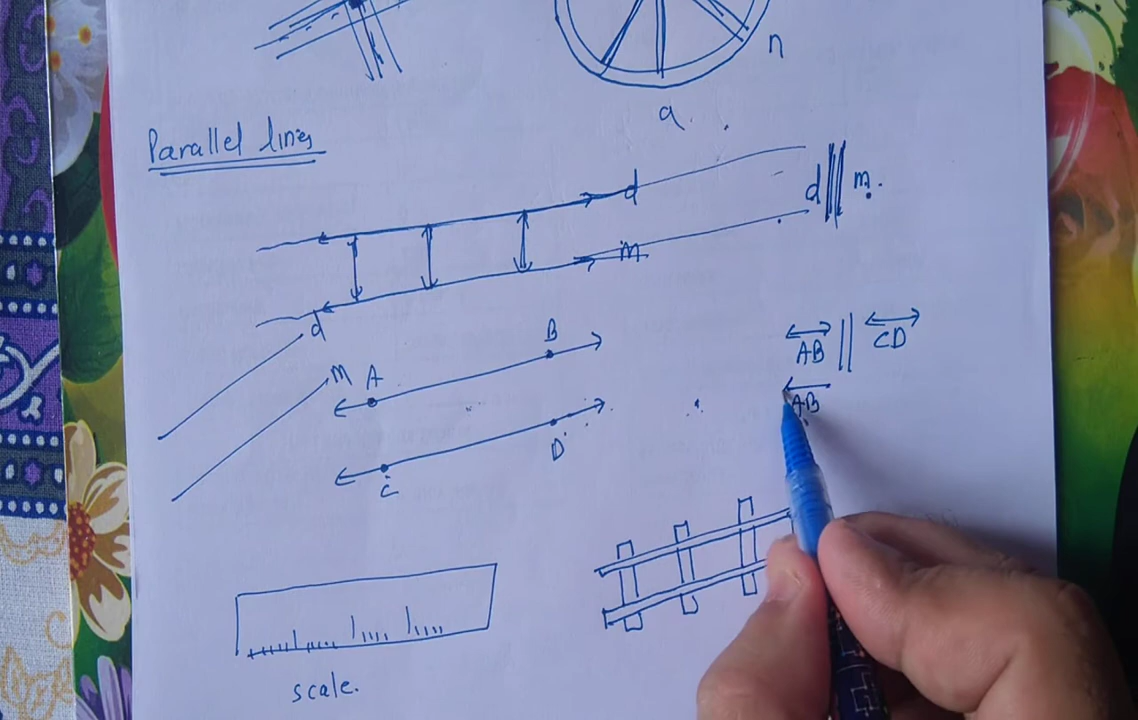 n
a.
Parallel lines
d
m
d || m.
d
m
A
B
C
D
AB || CD
AB
scale.